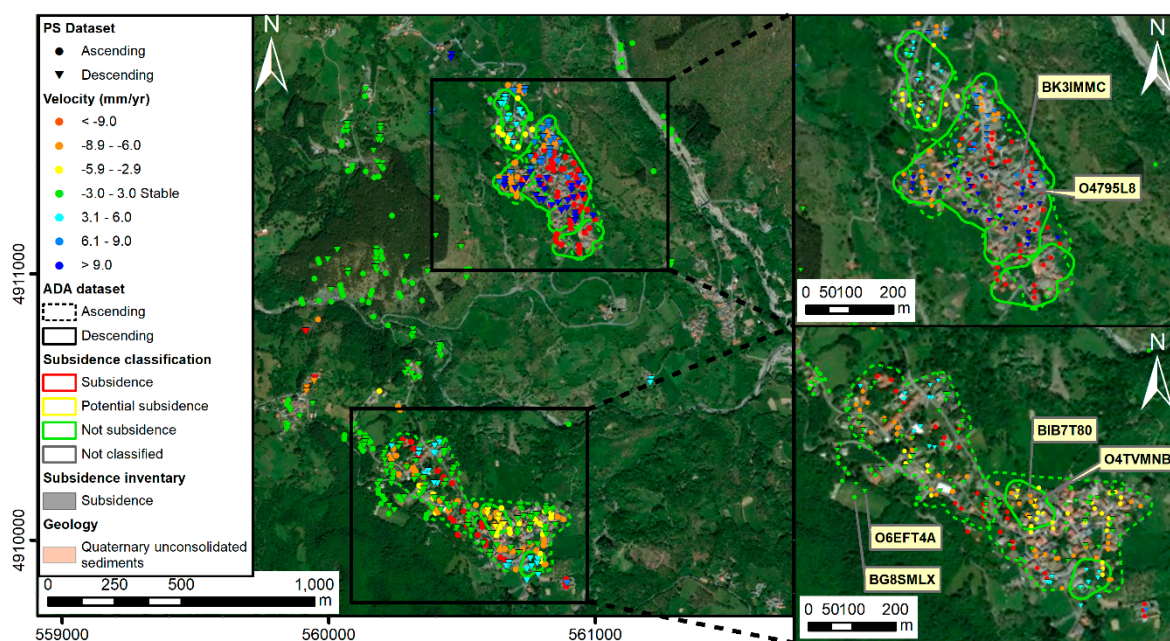 PS Dataset
Ascending
Descending
Velocity (mm/yr)
< -9.0
-8.9 - -6.0
-5.9 - -2.9
-3.0 - 3.0 Stable
3.1 - 6.0
6.1 - 9.0
> 9.0
ADA dataset
Ascending
Descending
Subsidence classification
Subsidence
Potential subsidence
Not subsidence
Not classified
Subsidence inventory
Subsidence
Geology
Quaternary unconsolidated
sediments
0 250 500 1,000
m
N
4911000
4910000
559000 560000 561000
N
BK3IMMC
O4795L8
0 50100 200
m
N
BIB7T80
O4TVMNB
O6EFT4A
BG8SMLX
0 50100 200
m